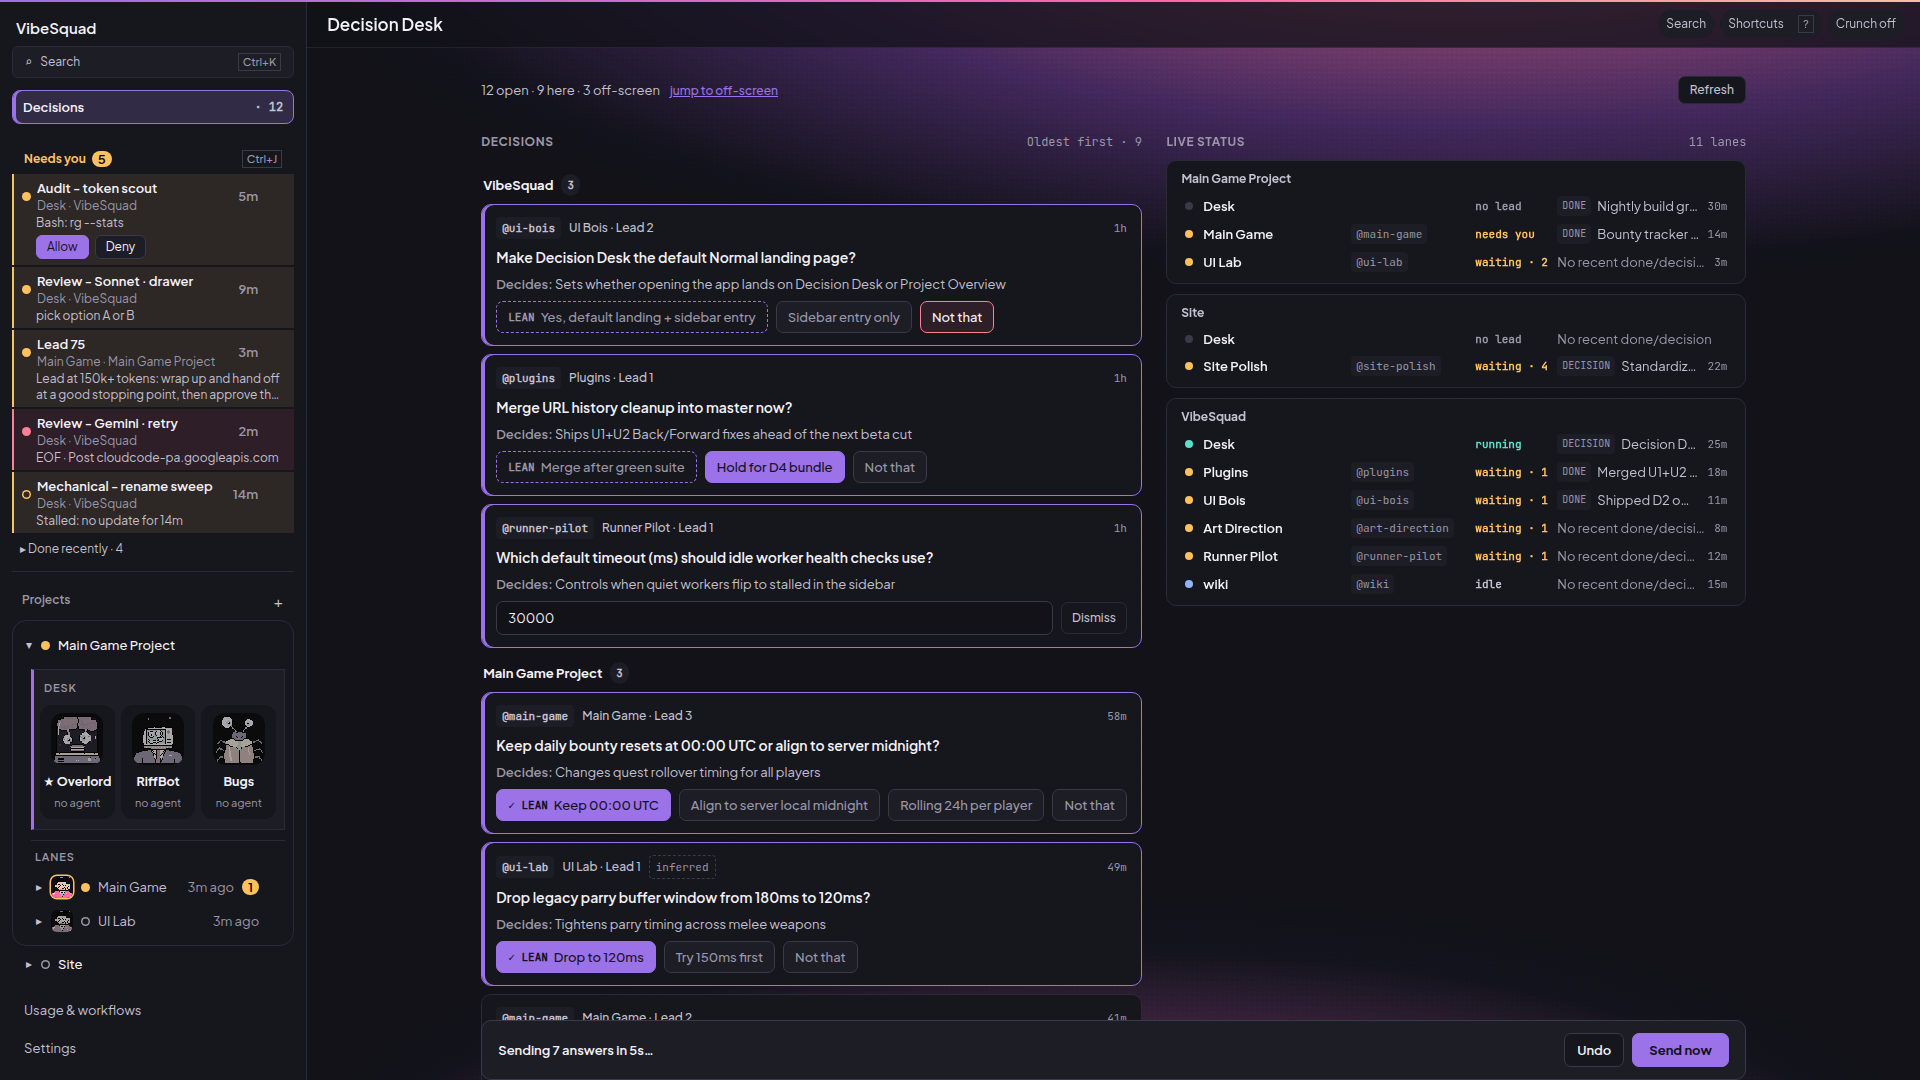 VibeSquad
Search Ctrl+K
Decisions · 12
Needs you 5 Ctrl+J
Audit – token scout 5m
Desk · VibeSquad
Bash: rg --stats
Allow Deny
Review – Sonnet · drawer 9m
Desk · VibeSquad
pick option A or B
Lead 75 3m
Main Game · Main Game Project
Lead at 150k+ tokens: wrap up and hand off
at a good stopping point, then approve th…
Review – Gemini · retry 2m
Desk · VibeSquad
EOF · Post cloudcode-pa.googleapis.com
Mechanical – rename sweep 14m
Desk · VibeSquad
Stalled: no update for 14m
▸ Done recently · 4
Projects +
▾ Main Game Project
DESK
★ Overlord RiffBot Bugs
no agent no agent no agent
LANES
▸ Main Game 3m ago 1
▸ UI Lab 3m ago
▸ Site
Usage & workflows
Settings
Decision Desk
Search Shortcuts ? Crunch off
12 open · 9 here · 3 off-screen jump to off-screen
Refresh
DECISIONS Oldest first · 9
VibeSquad 3
@ui-bois UI Bois · Lead 2 1h
Make Decision Desk the default Normal landing page?
Decides: Sets whether opening the app lands on Decision Desk or Project Overview
LEAN Yes, default landing + sidebar entry Sidebar entry only Not that
@plugins Plugins · Lead 1 1h
Merge URL history cleanup into master now?
Decides: Ships U1+U2 Back/Forward fixes ahead of the next beta cut
LEAN Merge after green suite Hold for D4 bundle Not that
@runner-pilot Runner Pilot · Lead 1 1h
Which default timeout (ms) should idle worker health checks use?
Decides: Controls when quiet workers flip to stalled in the sidebar
30000 Dismiss
Main Game Project 3
@main-game Main Game · Lead 3 58m
Keep daily bounty resets at 00:00 UTC or align to server midnight?
Decides: Changes quest rollover timing for all players
✓ LEAN Keep 00:00 UTC Align to server local midnight Rolling 24h per player Not that
@ui-lab UI Lab · Lead 1 inferred 49m
Drop legacy parry buffer window from 180ms to 120ms?
Decides: Tightens parry timing across melee weapons
✓ LEAN Drop to 120ms Try 150ms first Not that
@main-game Main Game · Lead 2 41m
LIVE STATUS 11 lanes
Main Game Project
Desk no lead DONE Nightly build gr… 30m
Main Game @main-game needs you DONE Bounty tracker … 14m
UI Lab @ui-lab waiting · 2 No recent done/decisi… 3m
Site
Desk no lead No recent done/decision
Site Polish @site-polish waiting · 4 DECISION Standardiz… 22m
VibeSquad
Desk running DECISION Decision D… 25m
Plugins @plugins waiting · 1 DONE Merged U1+U2 … 18m
UI Bois @ui-bois waiting · 1 DONE Shipped D2 o… 11m
Art Direction @art-direction waiting · 1 No recent done/decisi… 8m
Runner Pilot @runner-pilot waiting · 1 No recent done/deci… 12m
wiki @wiki idle No recent done/deci… 15m
Sending 7 answers in 5s…
Undo Send now